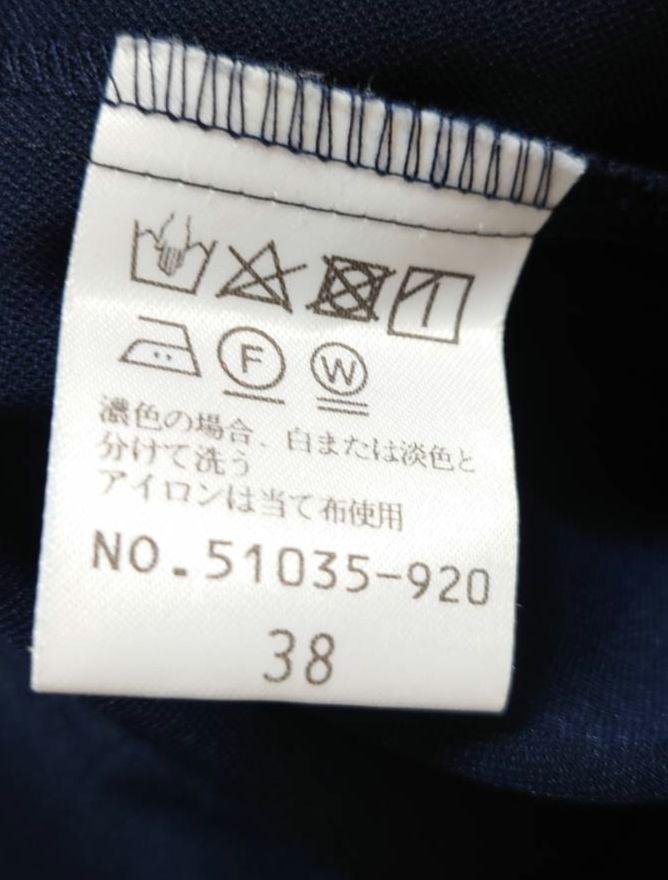 F W
濃色の場合、白または淡色と
分けて洗う
アイロンは当て布使用
NO.51035-920
38